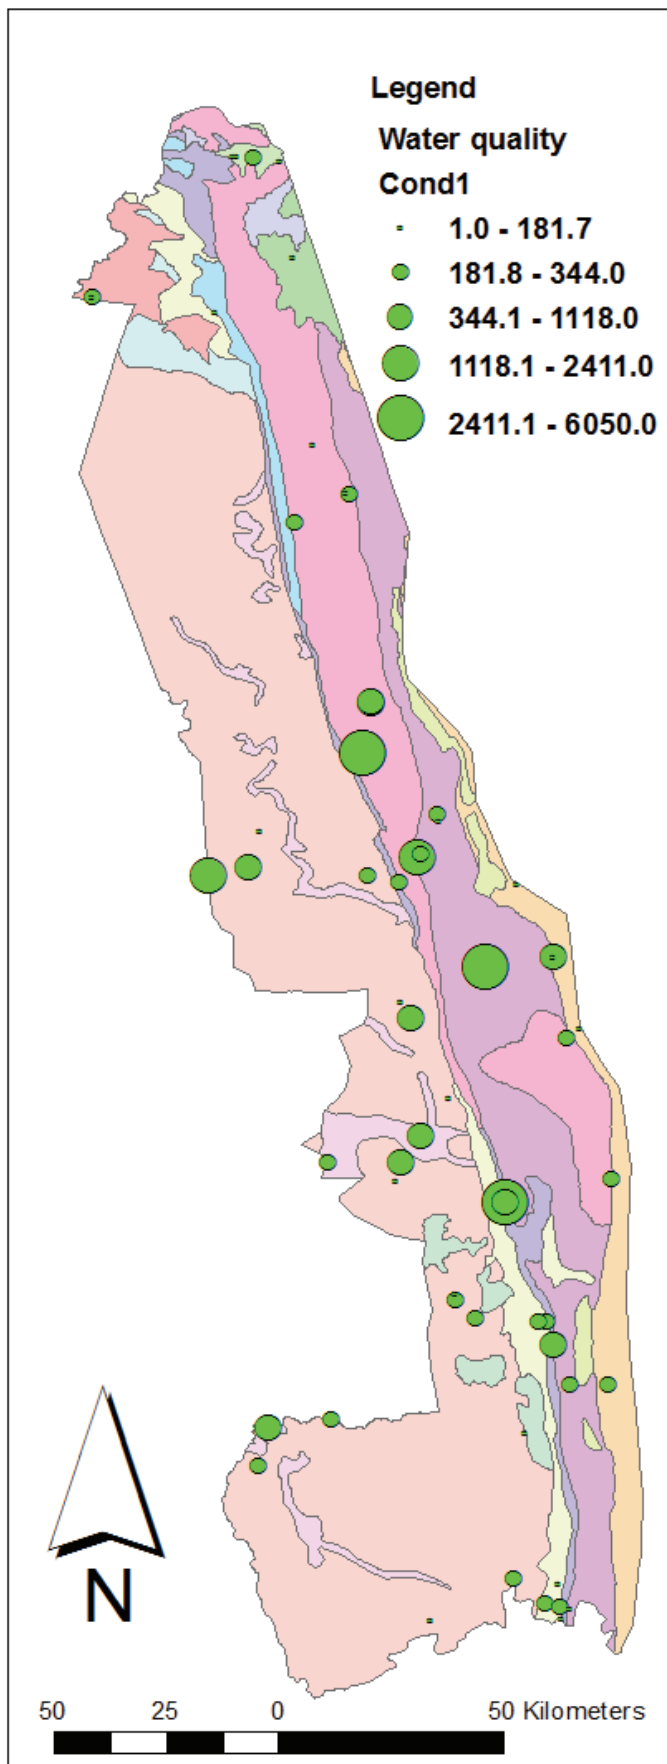 Legend
Water quality
Cond1
1.0 - 181.7
181.8 - 344.0
344.1 - 1118.0
1118.1 - 2411.0
2411.1 - 6050.0
N
50 25 0 50 Kilometers